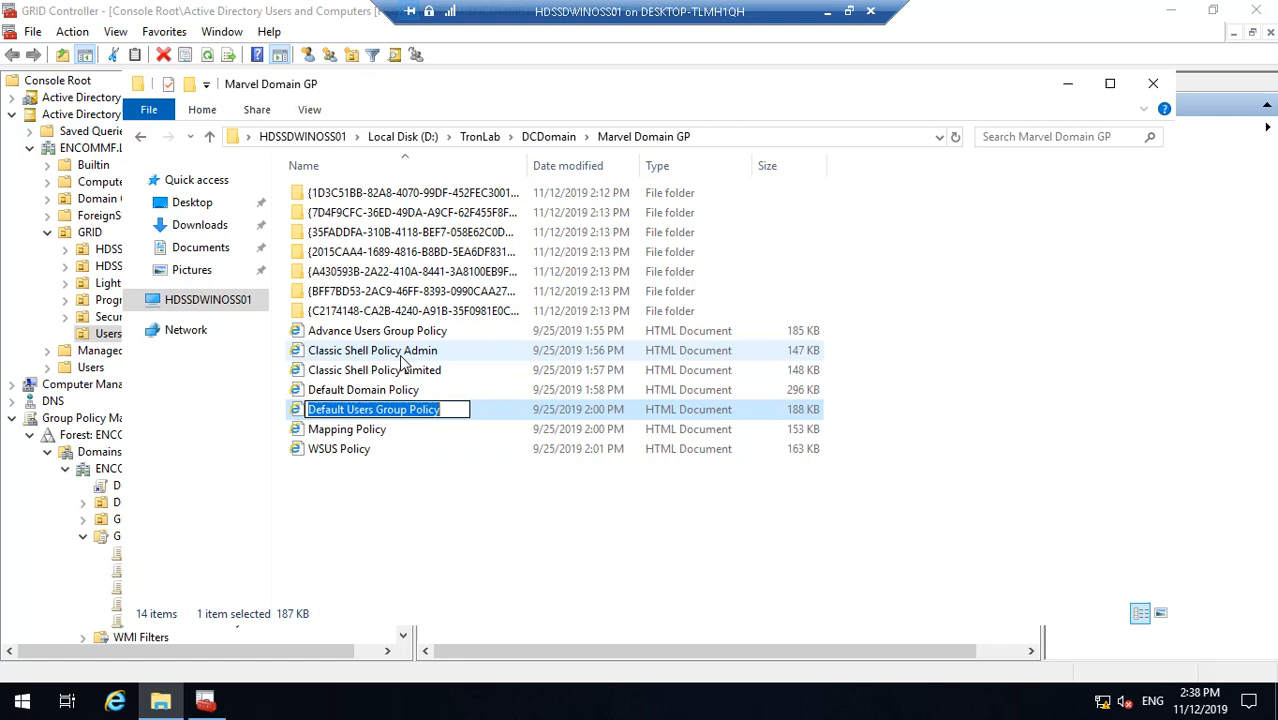 GRID Controller - [Console Root\Active Directory Users and Computers [
HDSSDWINOSS01 on DESKTOP-TLMH1QH
File Action View Favorites Window Help
Console Root
Active Directory
Active Directory
Saved Querie
ENCOMMF.L
Builtin
Compute
Domain
ForeignS
GRID
HDSS
HDSS
Light
Progr
Secur
Users
Managed
Users
Computer Mana
DNS
Group Policy Ma
Forest: ENCO
Domains
ENCO
D
D
G
G
WMI Filters
Marvel Domain GP
File Home Share View
HDSSDWINOSS01 > Local Disk (D:) > TronLab > DCDomain > Marvel Domain GP
Search Marvel Domain GP
Quick access
Desktop
Downloads
Documents
Pictures
HDSSDWINOSS01
Network
Name Date modified Type Size
{1D3C51BB-82A8-4070-99DF-452FEC3001... 11/12/2019 2:12 PM File folder
{7D4F9CFC-36ED-49DA-A9CF-62F455F8F... 11/12/2019 2:13 PM File folder
{35FADDFA-310B-4118-BEF7-058E62C0D... 11/12/2019 2:13 PM File folder
{2015CAA4-1689-4816-B8BD-5EA6DF831... 11/12/2019 2:13 PM File folder
{A430593B-2A22-410A-8441-3A8100EB9F... 11/12/2019 2:13 PM File folder
{BFF7BD53-2AC9-46FF-8393-0990CAA27... 11/12/2019 2:13 PM File folder
{C2174148-CA2B-4240-A91B-35F0981E0C... 11/12/2019 2:13 PM File folder
Advance Users Group Policy 9/25/2019 1:55 PM HTML Document 185 KB
Classic Shell Policy Admin 9/25/2019 1:56 PM HTML Document 147 KB
Classic Shell Policy Limited 9/25/2019 1:57 PM HTML Document 148 KB
Default Domain Policy 9/25/2019 1:58 PM HTML Document 296 KB
Default Users Group Policy 9/25/2019 2:00 PM HTML Document 188 KB
Mapping Policy 9/25/2019 2:00 PM HTML Document 153 KB
WSUS Policy 9/25/2019 2:01 PM HTML Document 163 KB
14 items 1 item selected 187 KB
ENG
2:38 PM
11/12/2019